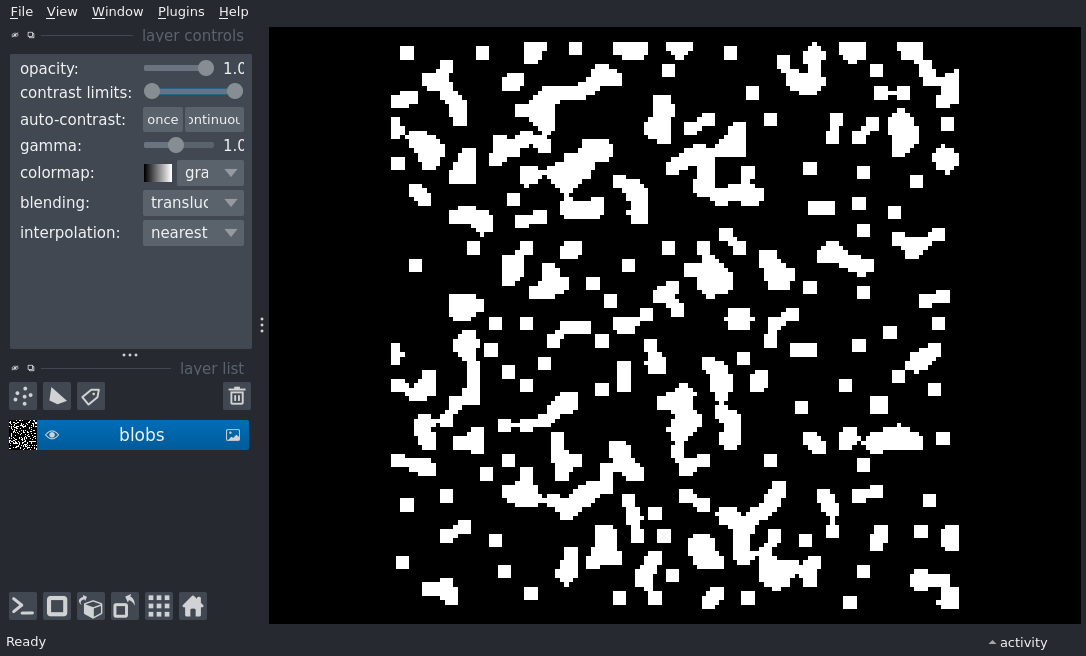 File View Window Plugins Help
layer controls
opacity: 1.0
contrast limits:
auto-contrast: once ontinuou
gamma: 1.0
colormap: gra
blending: transluc
interpolation: nearest
layer list
blobs
Ready activity